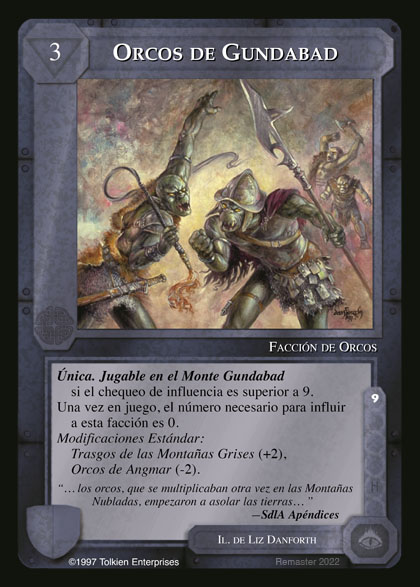 3
ORCOS DE GUNDABAD
FACCIÓN DE ORCOS
Única. Jugable en el Monte Gundabad
si el chequeo de influencia es superior a 9.
Una vez en juego, el número necesario para influir
a esta facción es 0.
Modificaciones Estándar:
Trasgos de las Montañas Grises (+2),
Orcos de Angmar (-2).
“… los orcos, que se multiplicaban otra vez en las Montañas
Nubladas, empezaron a asolar las tierras… ”
—SdlA Apéndices
9
IL. DE LIZ DANFORTH
©1997 Tolkien Enterprises
Remaster 2022